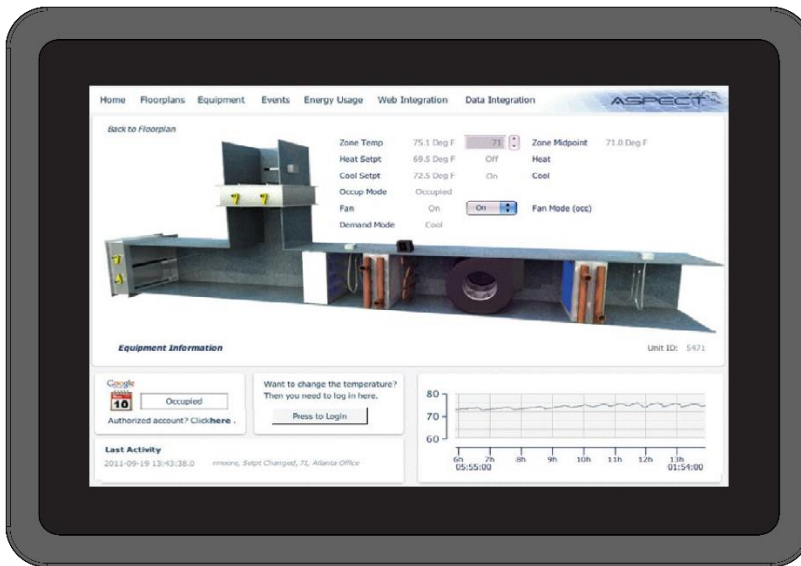 Home Floorplans Equipment Events Energy Usage Web Integration Data Integration ASPECT
Back to Floorplan
Zone Temp 75.1 Deg F 71 Zone Midpoint 71.0 Deg F
Heat Setpt 69.5 Deg F Off Heat
Cool Setpt 72.5 Deg F On Cool
Occup Mode Occupied
Fan On On Fan Mode (occ)
Demand Mode Cool
Equipment Information
Unit ID: 5471
Google
10
Occupied
Authorized account? Click here .
Want to change the temperature?
Then you need to log in here.
Press to Login
Last Activity
2011-09-19 13:43:38.0 rmoore, Setpt Changed, 71, Atlanta Office
80
70
60
6h 7h 8h 9h 10h 11h 12h 13h
05:55:00 01:54:00